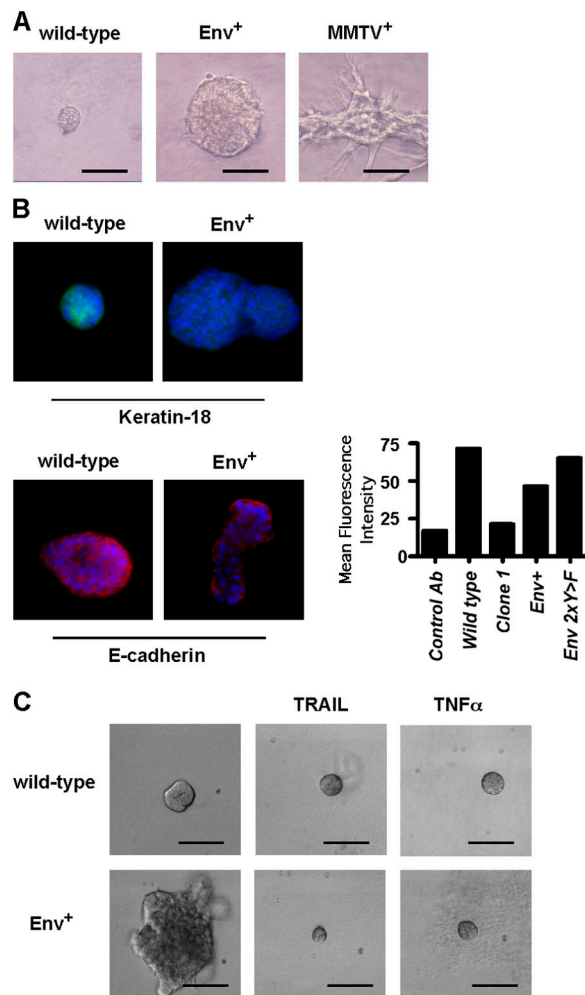 A
wild-type Env⁺ MMTV⁺
B
wild-type Env⁺
Keratin-18
wild-type Env⁺
E-cadherin
Mean Fluorescence
Intensity
75
50
25
0
Control Ab
Wild type
Clone 1
Env+
Env 2xY>F
C
TRAIL TNFα
wild-type
Env⁺